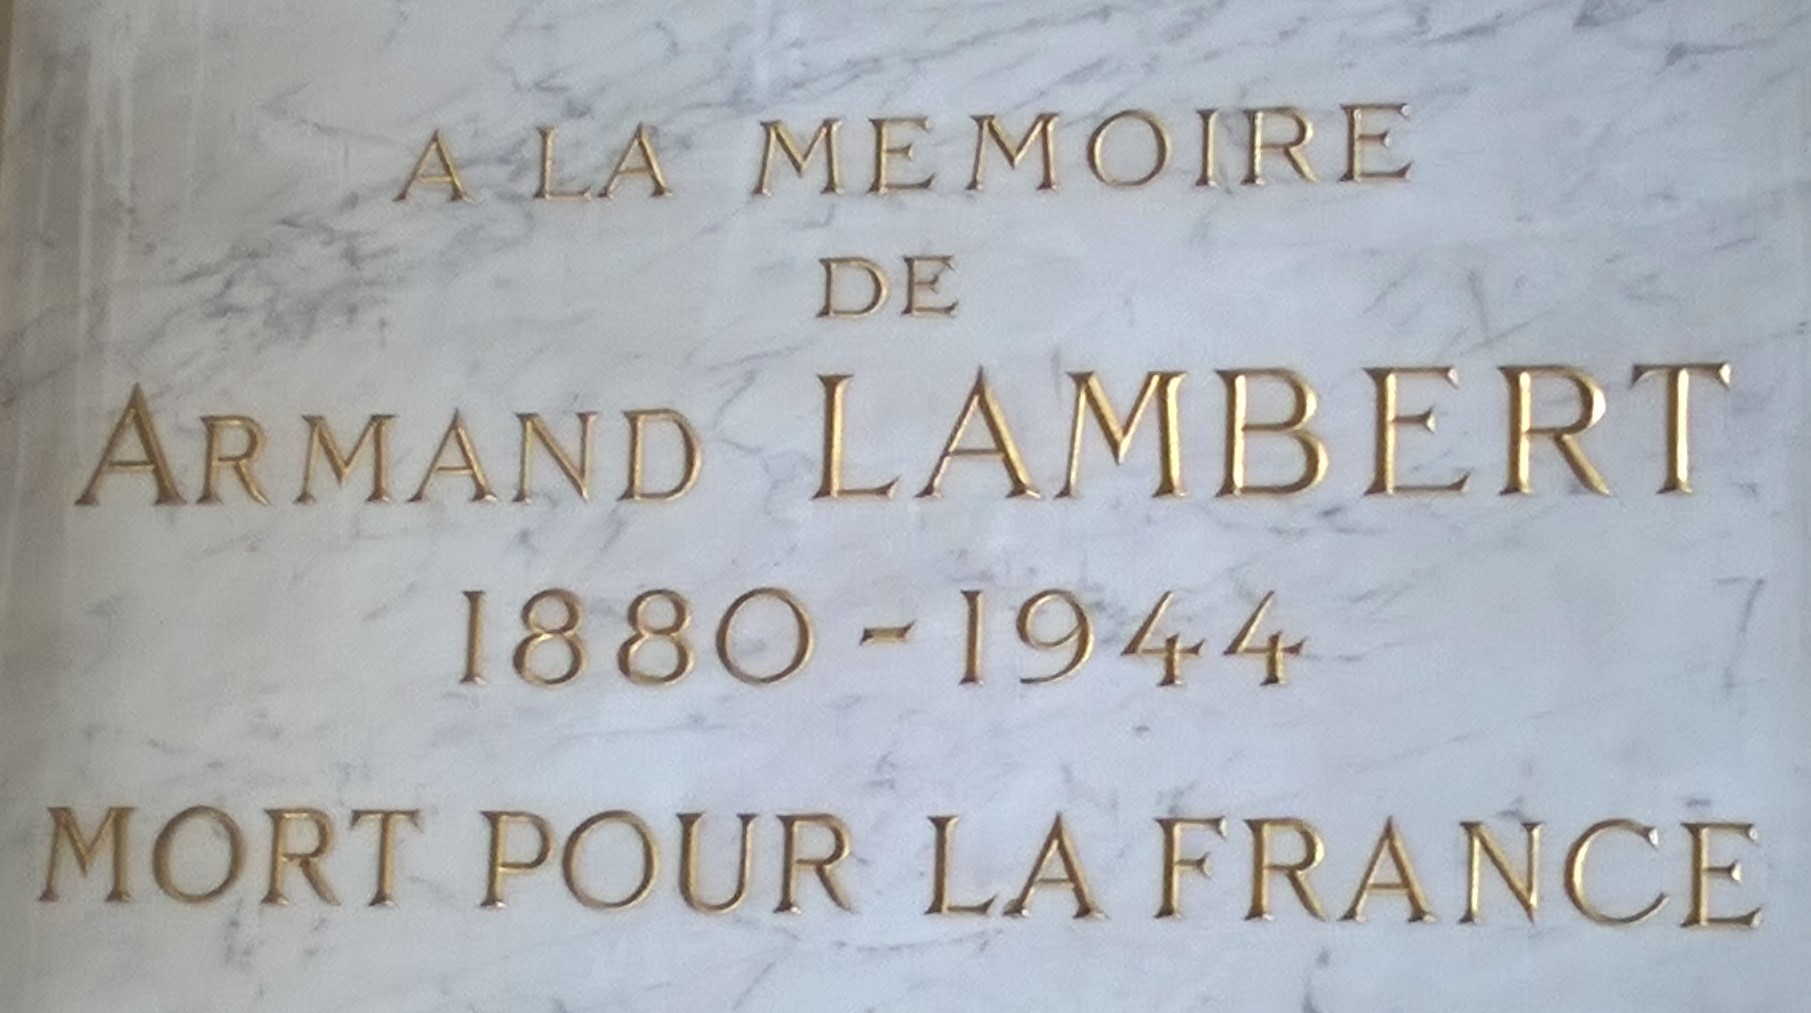 A LA MEMOIRE
DE
ARMAND LAMBERT
1880-1944
MORT POUR LA FRANCE